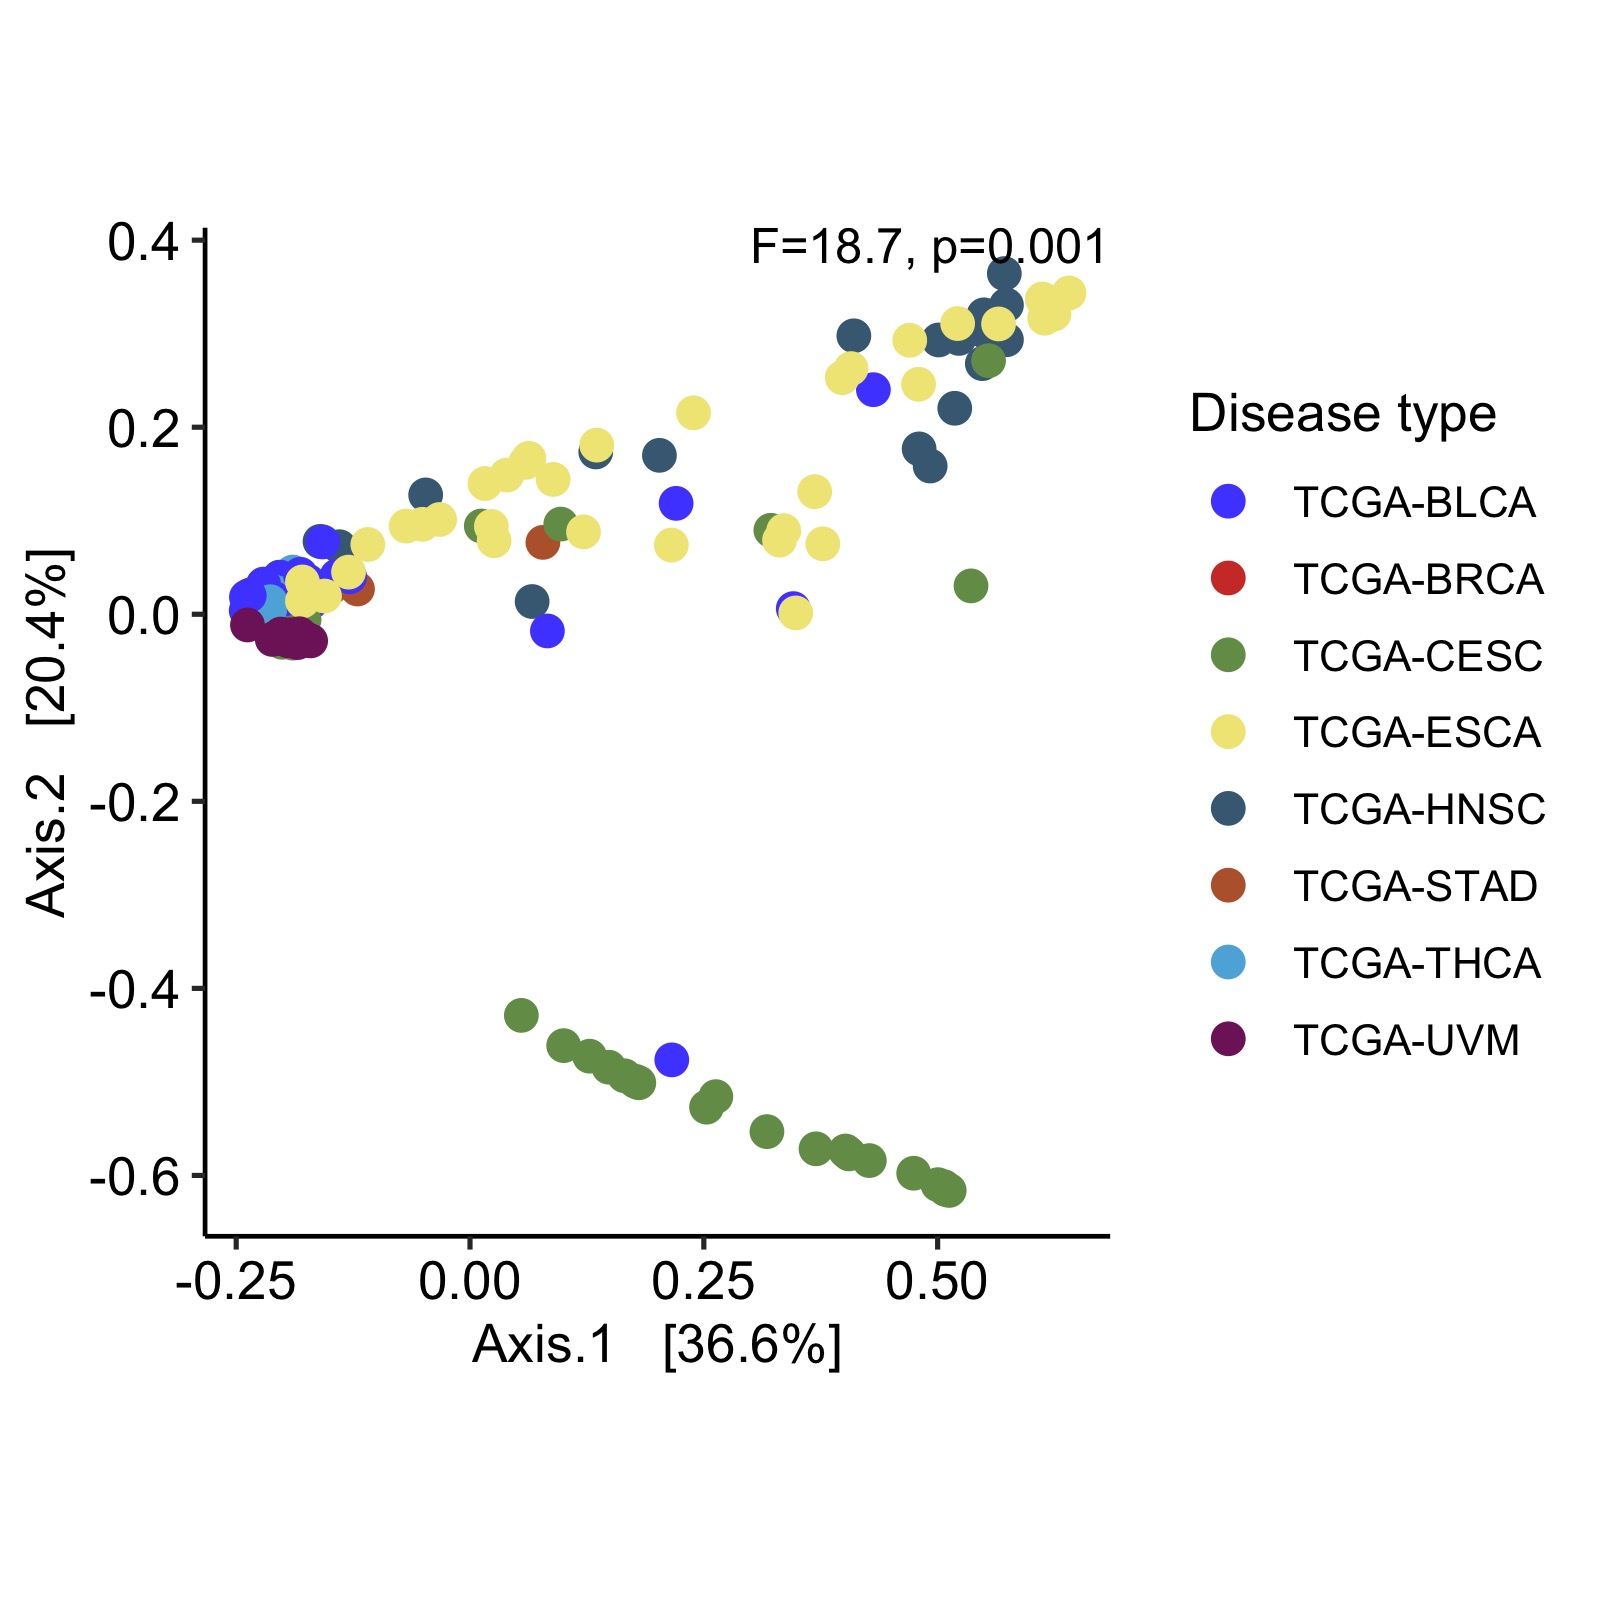 F=18.7, p=0.001
0.4
0.2
0.0
-0.2
-0.4
-0.6
Axis.2 [20.4%]
-0.25 0.00 0.25 0.50
Axis.1 [36.6%]
Disease type
TCGA-BLCA
TCGA-BRCA
TCGA-CESC
TCGA-ESCA
TCGA-HNSC
TCGA-STAD
TCGA-THCA
TCGA-UVM